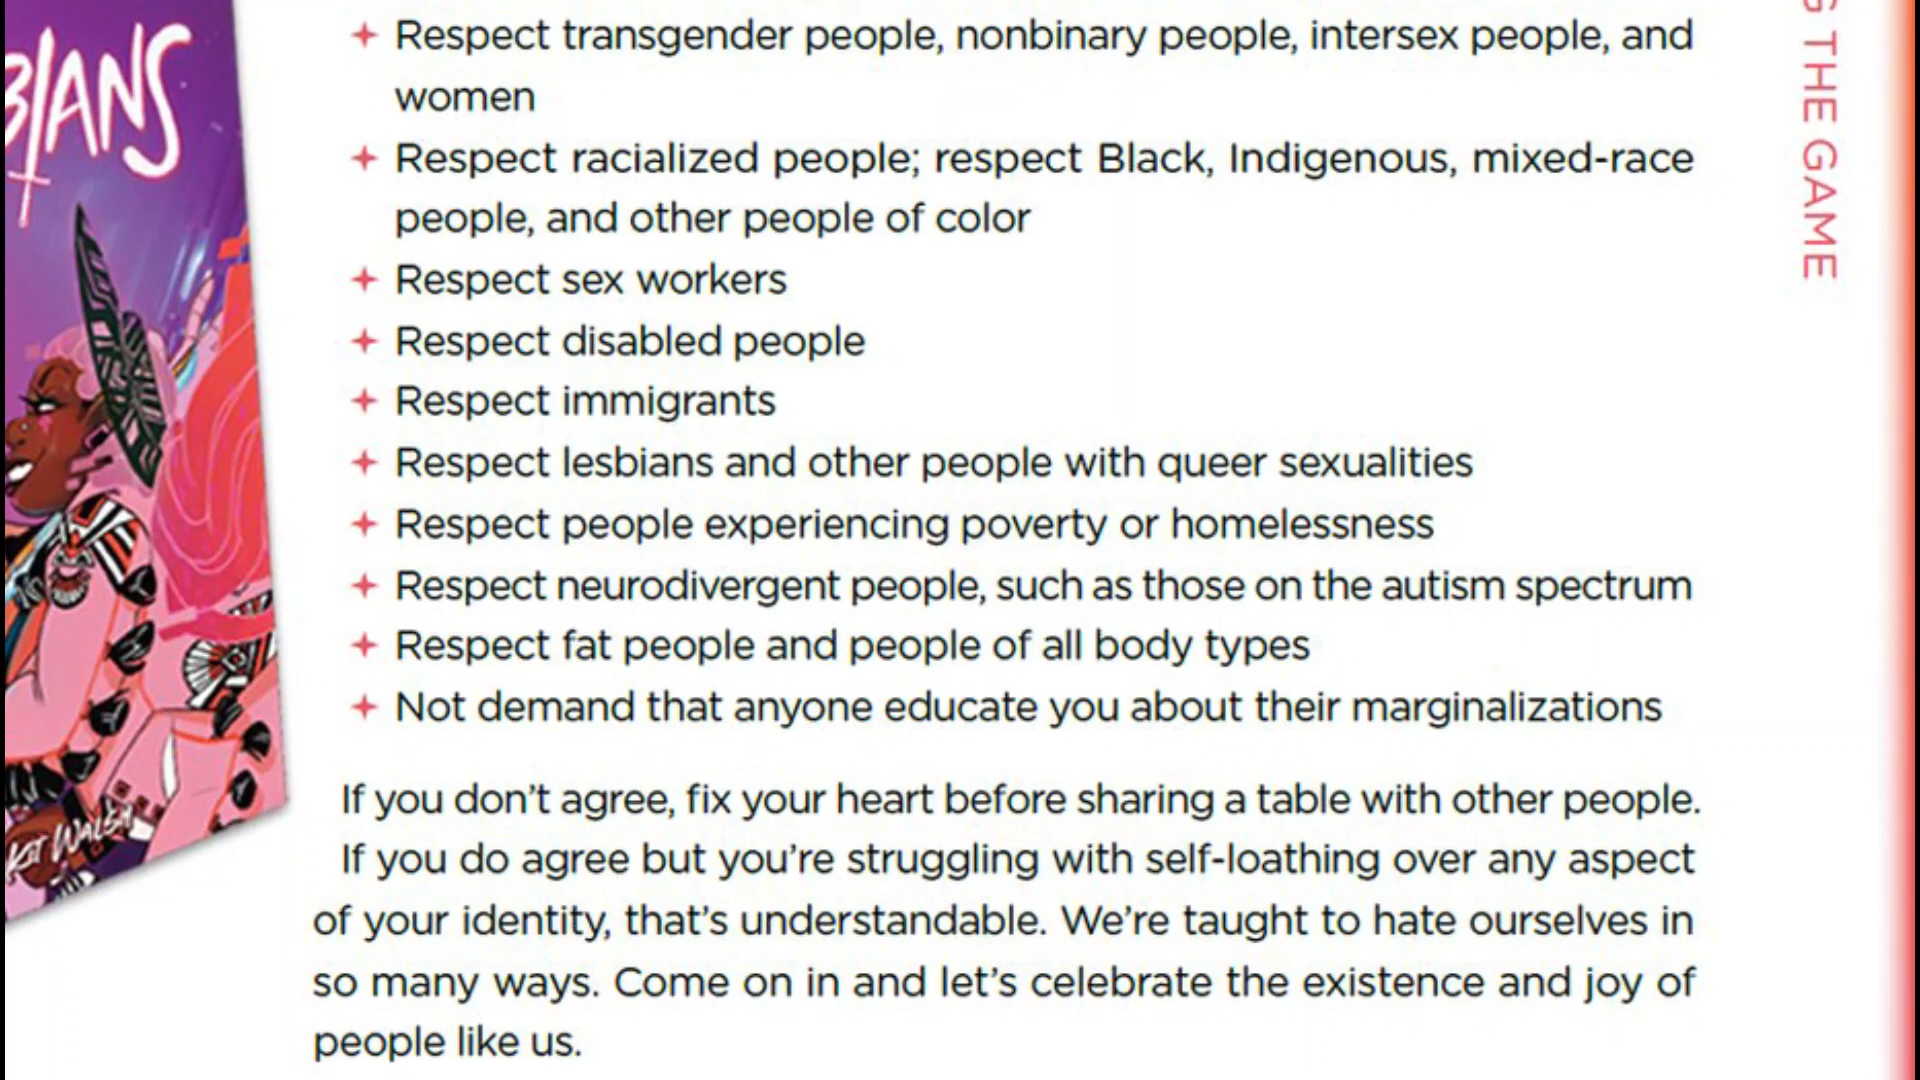 Respect transgender people, nonbinary people, intersex people, and
women
Respect racialized people; respect Black, Indigenous, mixed-race
people, and other people of color
Respect sex workers
Respect disabled people
Respect immigrants
Respect lesbians and other people with queer sexualities
Respect people experiencing poverty or homelessness
Respect neurodivergent people, such as those on the autism spectrum
Respect fat people and people of all body types
Not demand that anyone educate you about their marginalizations
If you don't agree, fix your heart before sharing a table with other people.
If you do agree but you're struggling with self-loathing over any aspect
of your identity, that's understandable. We're taught to hate ourselves in
so many ways. Come on in and let's celebrate the existence and joy of
people like us.
THE GAME
BIANS
KIT WALSH